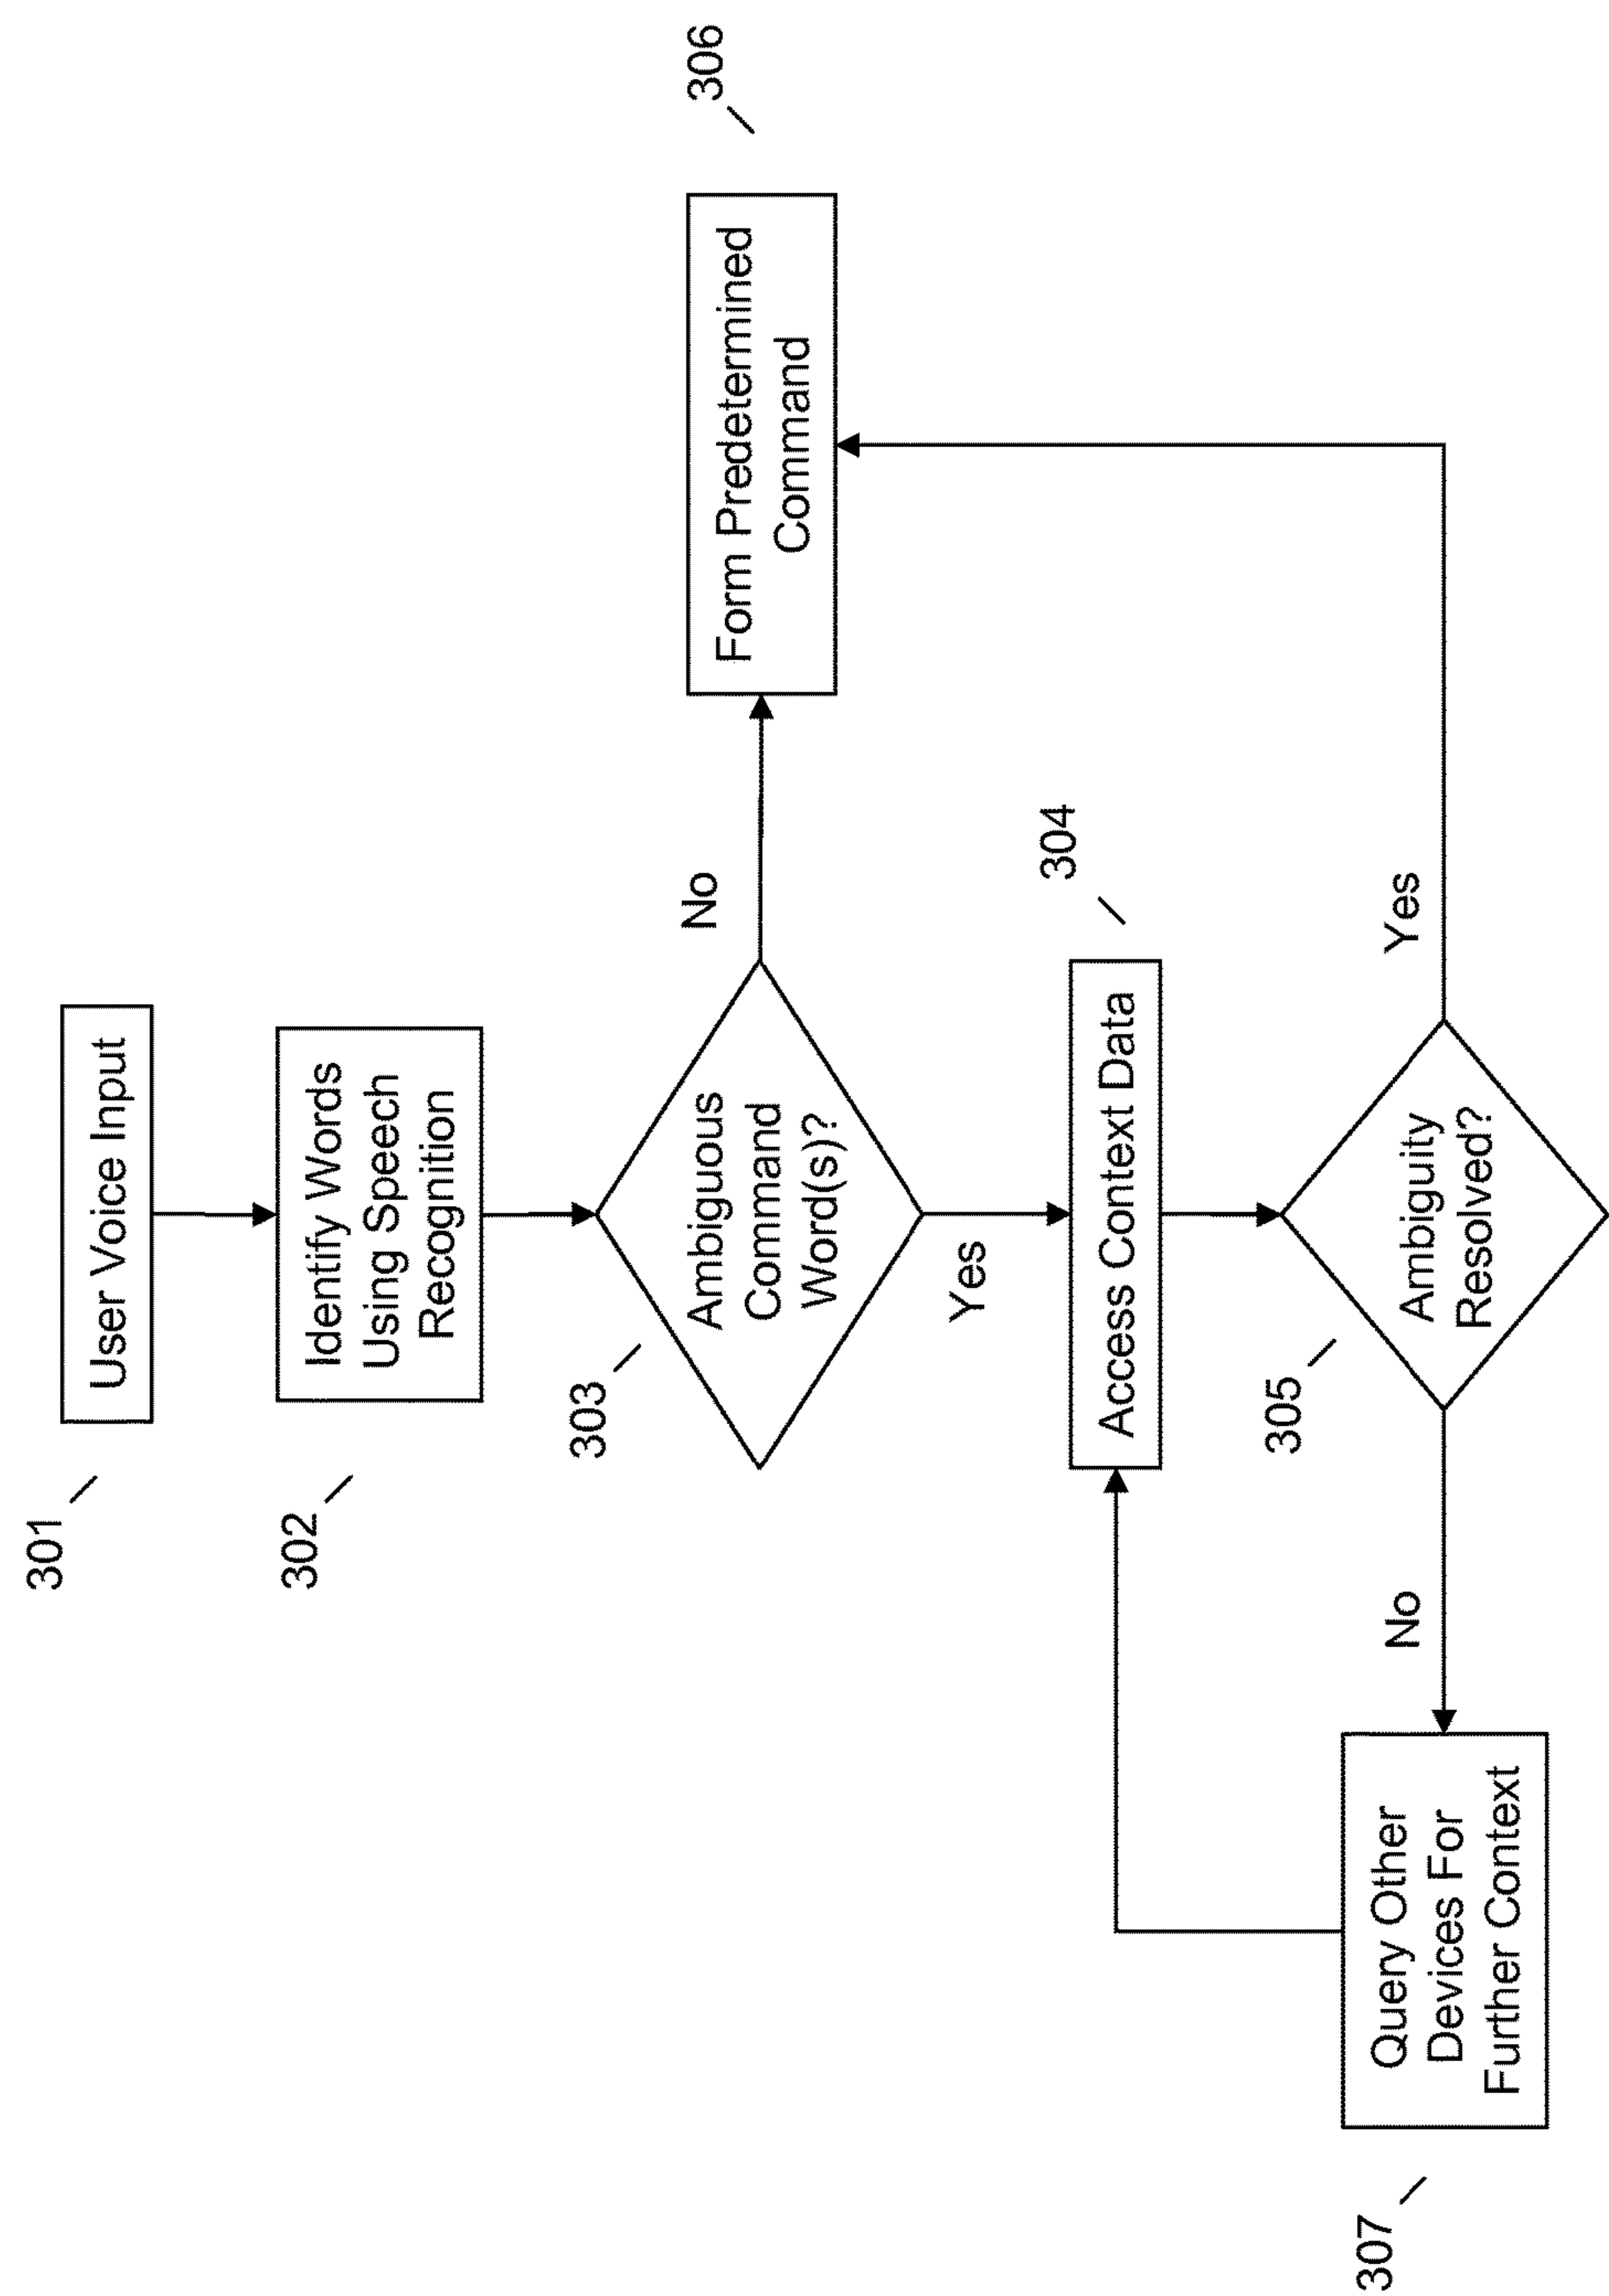 301
User Voice Input
302
Identify Words
Using Speech
Recognition
303
Ambiguous
Command
Word(s)?
No
Form Predetermined
Command
306
Yes
304
Access Context Data
305
Ambiguity
Resolved?
Yes
No
Query Other
Devices For
Further Context
307